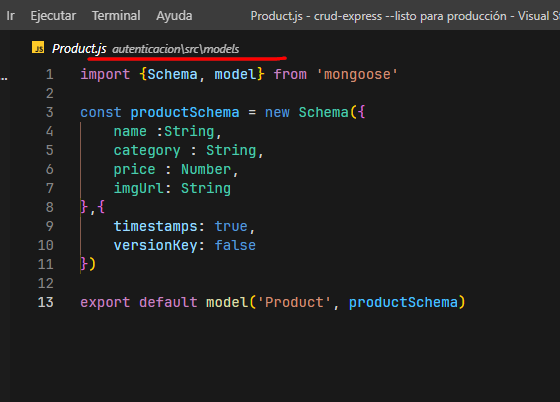 Ir Ejecutar Terminal Ayuda Product.js - crud-express --listo para producción - Visual S
JS Product.js autenticacion\src\models
1 import {Schema, model} from 'mongoose'
2
3 const productSchema = new Schema({
4 name :String,
5 category : String,
6 price : Number,
7 imgUrl: String
8 },{
9 timestamps: true,
10 versionKey: false
11 })
12
13 export default model('Product', productSchema)